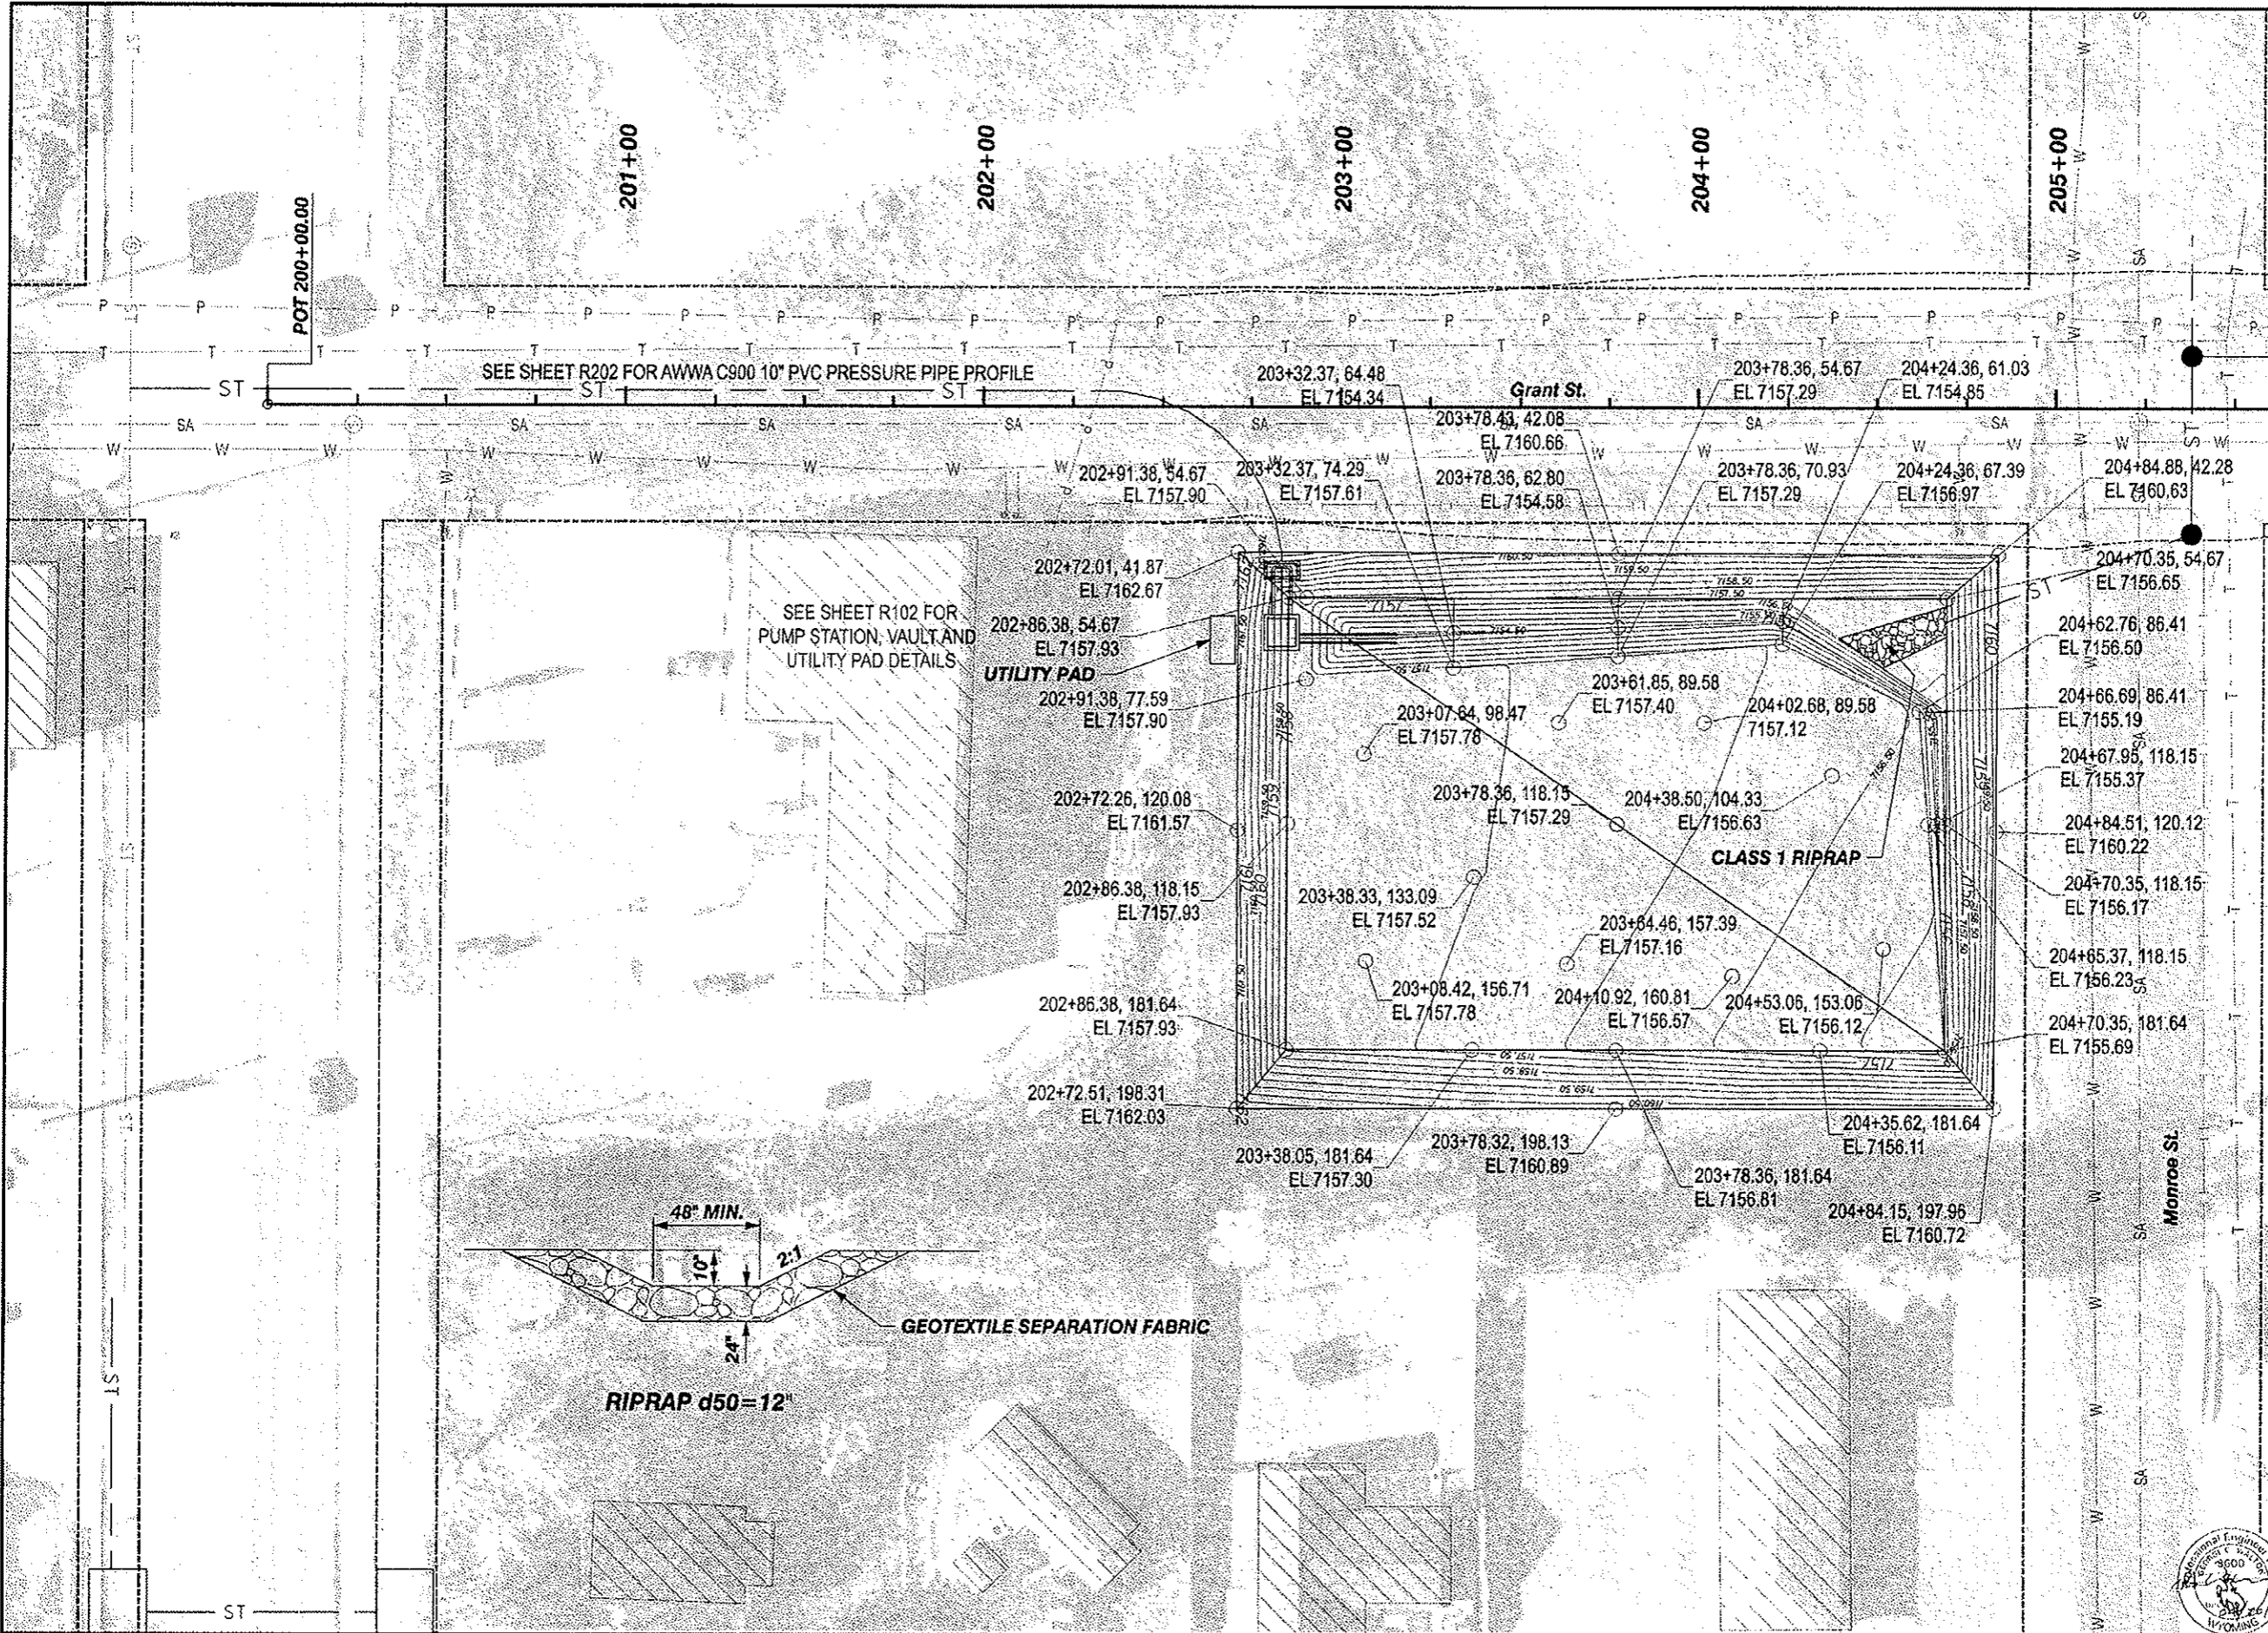 201+00
202+00
203+00
204+00
205+00
POT 200+00.00
SEE SHEET R202 FOR AWWA C900 10" PVC PRESSURE PIPE PROFILE
Grant St.
203+32.37, 64.48
EL 7154.34
203+78.36, 54.67
EL 7157.29
204+24.36, 61.03
EL 7154.85
203+78.43, 42.08
EL 7160.66
202+91.38, 54.67
EL 7157.90
203+32.37, 74.29
EL 7157.61
203+78.36, 62.80
EL 7154.58
203+78.36, 70.93
EL 7157.29
204+24.36, 67.39
EL 7156.97
204+84.88, 42.28
EL 7160.63
202+72.01, 41.87
EL 7162.67
204+70.35, 54.67
EL 7156.65
SEE SHEET R102 FOR
PUMP STATION, VAULT AND
UTILITY PAD DETAILS
202+86.38, 54.67
EL 7157.93
UTILITY PAD
204+62.76, 86.41
EL 7156.50
202+91.38, 77.59
EL 7157.90
203+07.64, 98.47
EL 7157.78
203+61.85, 89.58
EL 7157.40
204+02.68, 89.58
7157.12
204+66.69, 86.41
EL 7155.19
204+67.95, 118.15
EL 7155.37
202+72.26, 120.08
EL 7161.57
203+78.36, 118.15
EL 7157.29
204+38.50, 104.33
EL 7156.63
204+84.51, 120.12
EL 7160.22
CLASS 1 RIPRAP
202+86.38, 118.15
EL 7157.93
203+38.33, 133.09
EL 7157.52
204+70.35, 118.15
EL 7156.17
203+64.46, 157.39
EL 7157.16
204+65.37, 118.15
EL 7156.23
202+86.38, 181.64
EL 7157.93
203+08.42, 156.71
EL 7157.78
204+10.92, 160.81
EL 7156.57
204+53.06, 153.06
EL 7156.12
204+70.35, 181.64
EL 7155.69
202+72.51, 198.31
EL 7162.03
203+38.05, 181.64
EL 7157.30
203+78.32, 198.13
EL 7160.89
203+78.36, 181.64
EL 7156.81
204+35.62, 181.64
EL 7156.11
204+84.15, 197.96
EL 7160.72
Monroe St.
48" MIN.
10"
2:1
24"
GEOTEXTILE SEPARATION FABRIC
RIPRAP d50=12"
WYOMING